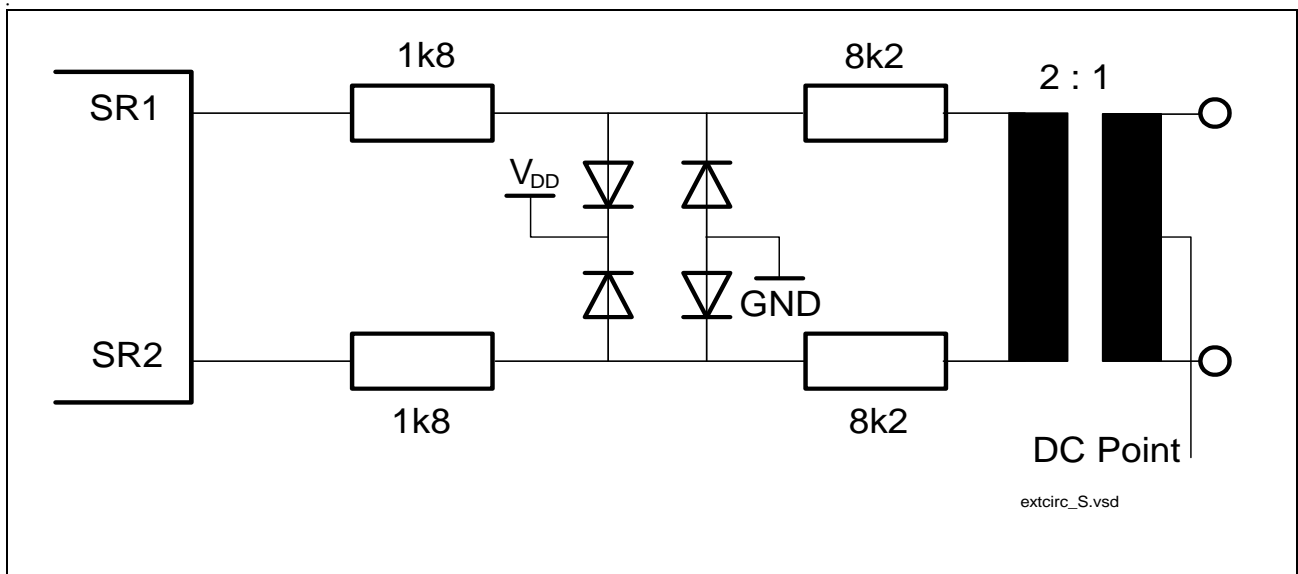 1k8
8k2
2 : 1
SR1
VDD
GND
SR2
1k8
8k2
DC Point
extcirc_S.vsd